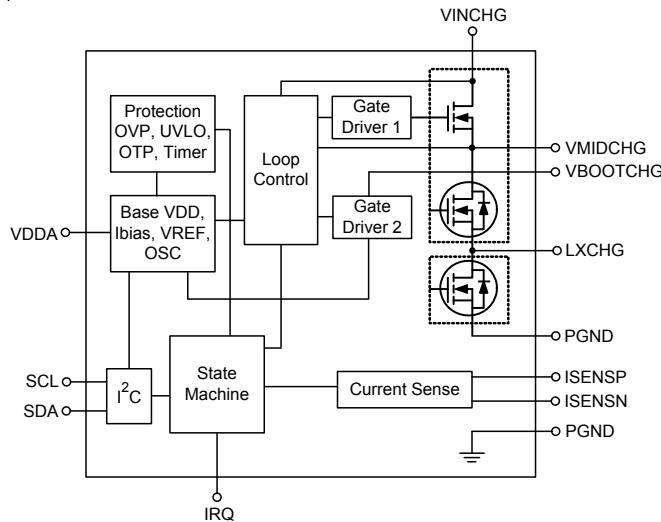 VINCHG
Protection
OVP, UVLO,
OTP, Timer
Loop
Control
Gate
Driver 1
VMIDCHG
VBOOTCHG
Base VDD,
Ibias, VREF,
OSC
Gate
Driver 2
VDDA
LXCHG
PGND
SCL
SDA
I²C
State
Machine
Current Sense
ISENSP
ISENSN
PGND
IRQ